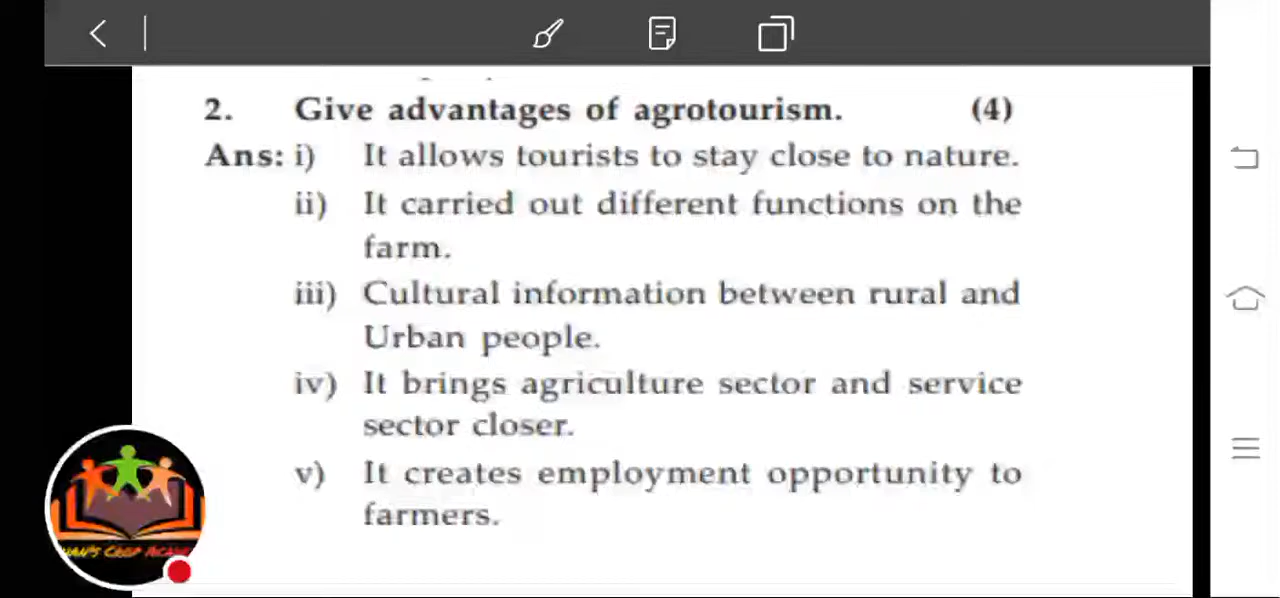 2. Give advantages of agrotourism. (4)
Ans: i) It allows tourists to stay close to nature.
ii) It carried out different functions on the
farm.
iii) Cultural information between rural and
Urban people.
iv) It brings agriculture sector and service
sector closer.
v) It creates employment opportunity to
farmers.
CROP